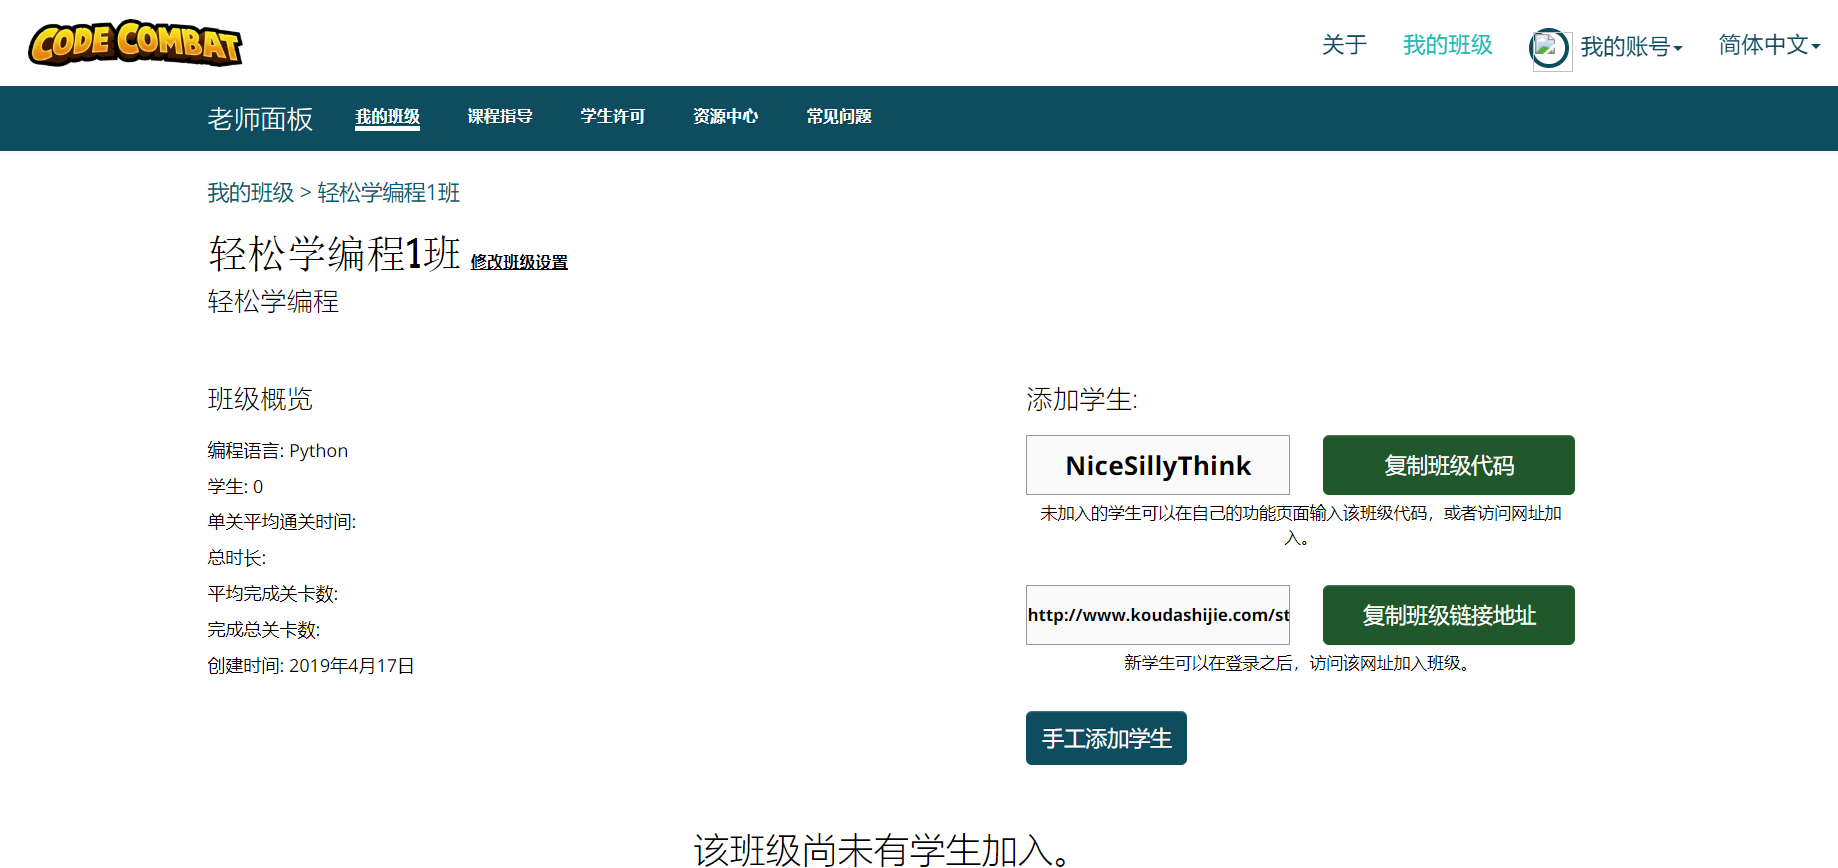 CODE COMBAT
关于
我的班级
我的账号
简体中文
老师面板
我的班级
课程指导
学生许可
资源中心
常见问题
我的班级 > 轻松学编程1班
轻松学编程1班 修改班级设置
轻松学编程
班级概览
编程语言: Python
学生: 0
单关平均通关时间:
总时长:
平均完成关卡数:
完成总关卡数:
创建时间: 2019年4月17日
添加学生:
NiceSillyThink
复制班级代码
未加入的学生可以在自己的功能页面输入该班级代码，或者访问网址加
入。
http://www.koudashijie.com/st
复制班级链接地址
新学生可以在登录之后，访问该网址加入班级。
手工添加学生
该班级尚未有学生加入。